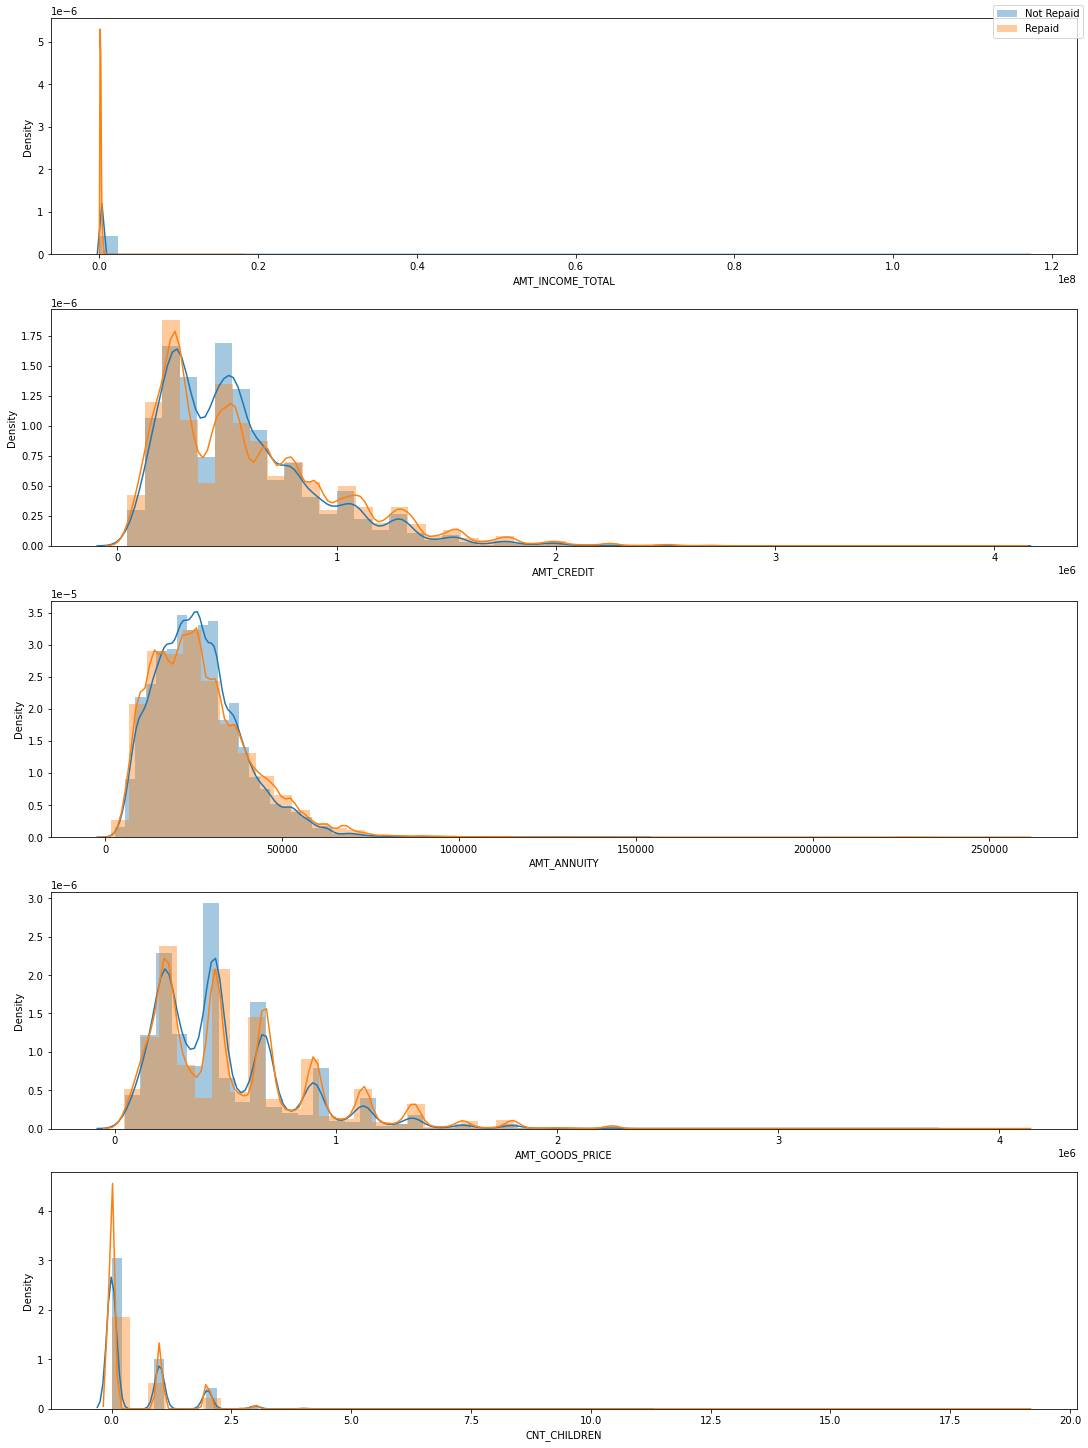 Not Repaid
Repaid
1e−6
5
4
3
2
1
0
Density
0.0 0.2 0.4 0.6 0.8 1.0 1.2
1e8
AMT_INCOME_TOTAL
1e−6
1.75
1.50
1.25
1.00
0.75
0.50
0.25
0.00
Density
0 1 2 3 4
1e6
AMT_CREDIT
1e−5
3.5
3.0
2.5
2.0
1.5
1.0
0.5
0.0
Density
0 50000 100000 150000 200000 250000
AMT_ANNUITY
1e−6
3.0
2.5
2.0
1.5
1.0
0.5
0.0
Density
0 1 2 3 4
1e6
AMT_GOODS_PRICE
4
3
2
1
0
Density
0.0 2.5 5.0 7.5 10.0 12.5 15.0 17.5 20.0
CNT_CHILDREN